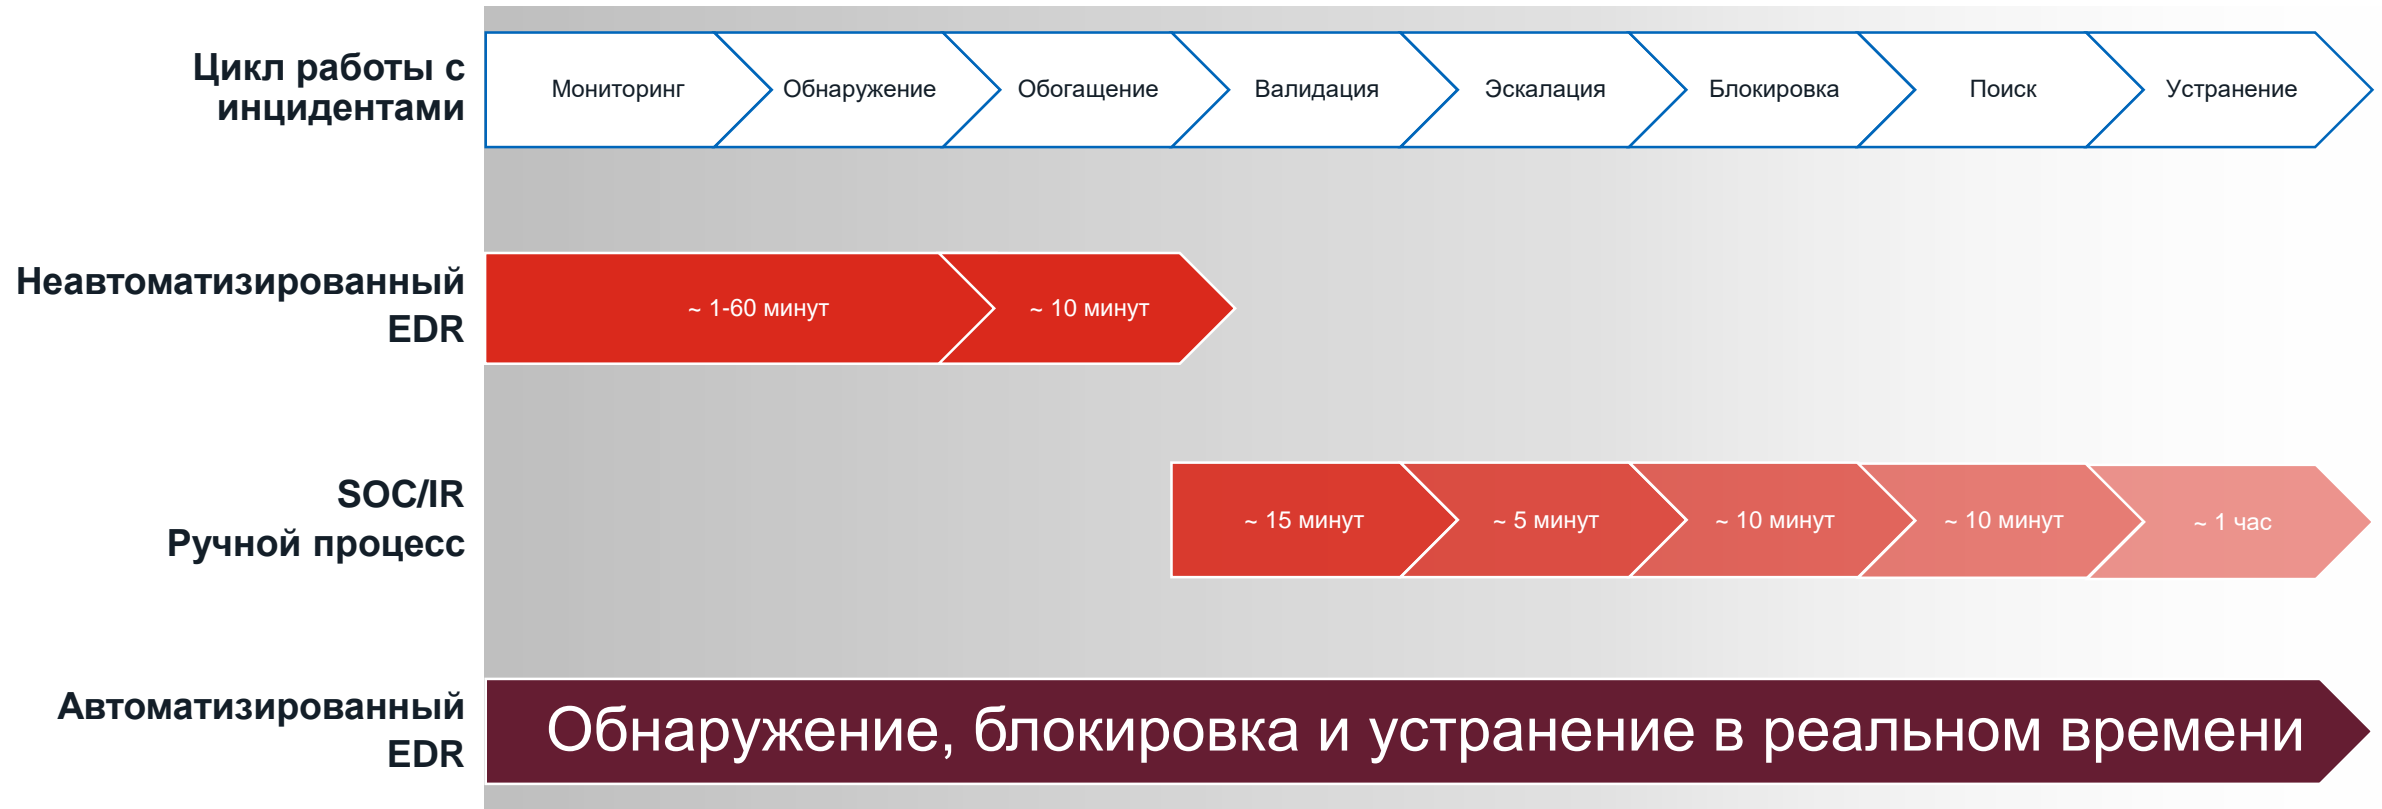 Цикл работы с
инцидентами
Мониторинг
Обнаружение
Обогащение
Валидация
Эскалация
Блокировка
Поиск
Устранение
Неавтоматизированный
EDR
~ 1-60 минут
~ 10 минут
SOC/IR
Ручной процесс
~ 15 минут
~ 5 минут
~ 10 минут
~ 10 минут
~ 1 час
Автоматизированный
EDR
Обнаружение, блокировка и устранение в реальном времени